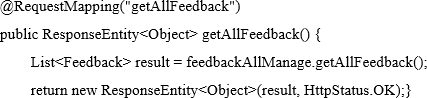 @RequestMapping("getAllFeedback")
public ResponseEntity<Object> getAllFeedback() {
List<Feedback> result = feedbackAllManage.getAllFeedback();
return new ResponseEntity<Object>(result, HttpStatus.OK);}